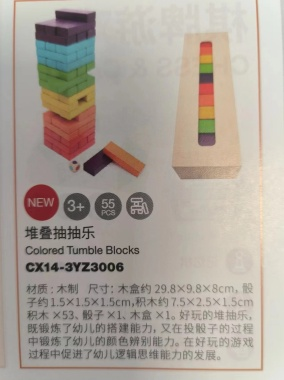 NEW
3+
55
PCS
堆叠抽抽乐
Colored Tumble Blocks
CX14-3YZ3006
材质：木制　尺寸：木盒约 29.8×9.8×8cm，骰
子约 1.5×1.5×1.5cm，积木约 7.5×2.5×1.5cm
积木 ×53、骰子 ×1、木盒 ×1。好玩的堆抽乐，
既锻炼了幼儿的搭建能力，又在投骰子的过程
中锻炼了幼儿的颜色辨别能力。在好玩的游戏
过程中促进了幼儿逻辑思维能力的发展。